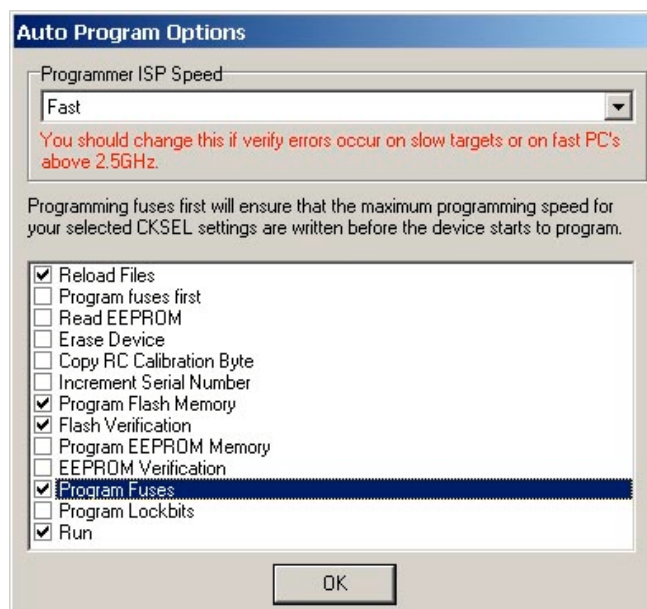 Auto Program Options
Programmer ISP Speed
Fast
You should change this if verify errors occur on slow targets or on fast PC's
above 2.5GHz.
Programming fuses first will ensure that the maximum programming speed for
your selected CKSEL settings are written before the device starts to program.
Reload Files
Program fuses first
Read EEPROM
Erase Device
Copy RC Calibration Byte
Increment Serial Number
Program Flash Memory
Flash Verification
Program EEPROM Memory
EEPROM Verification
Program Fuses
Program Lockbits
Run
OK